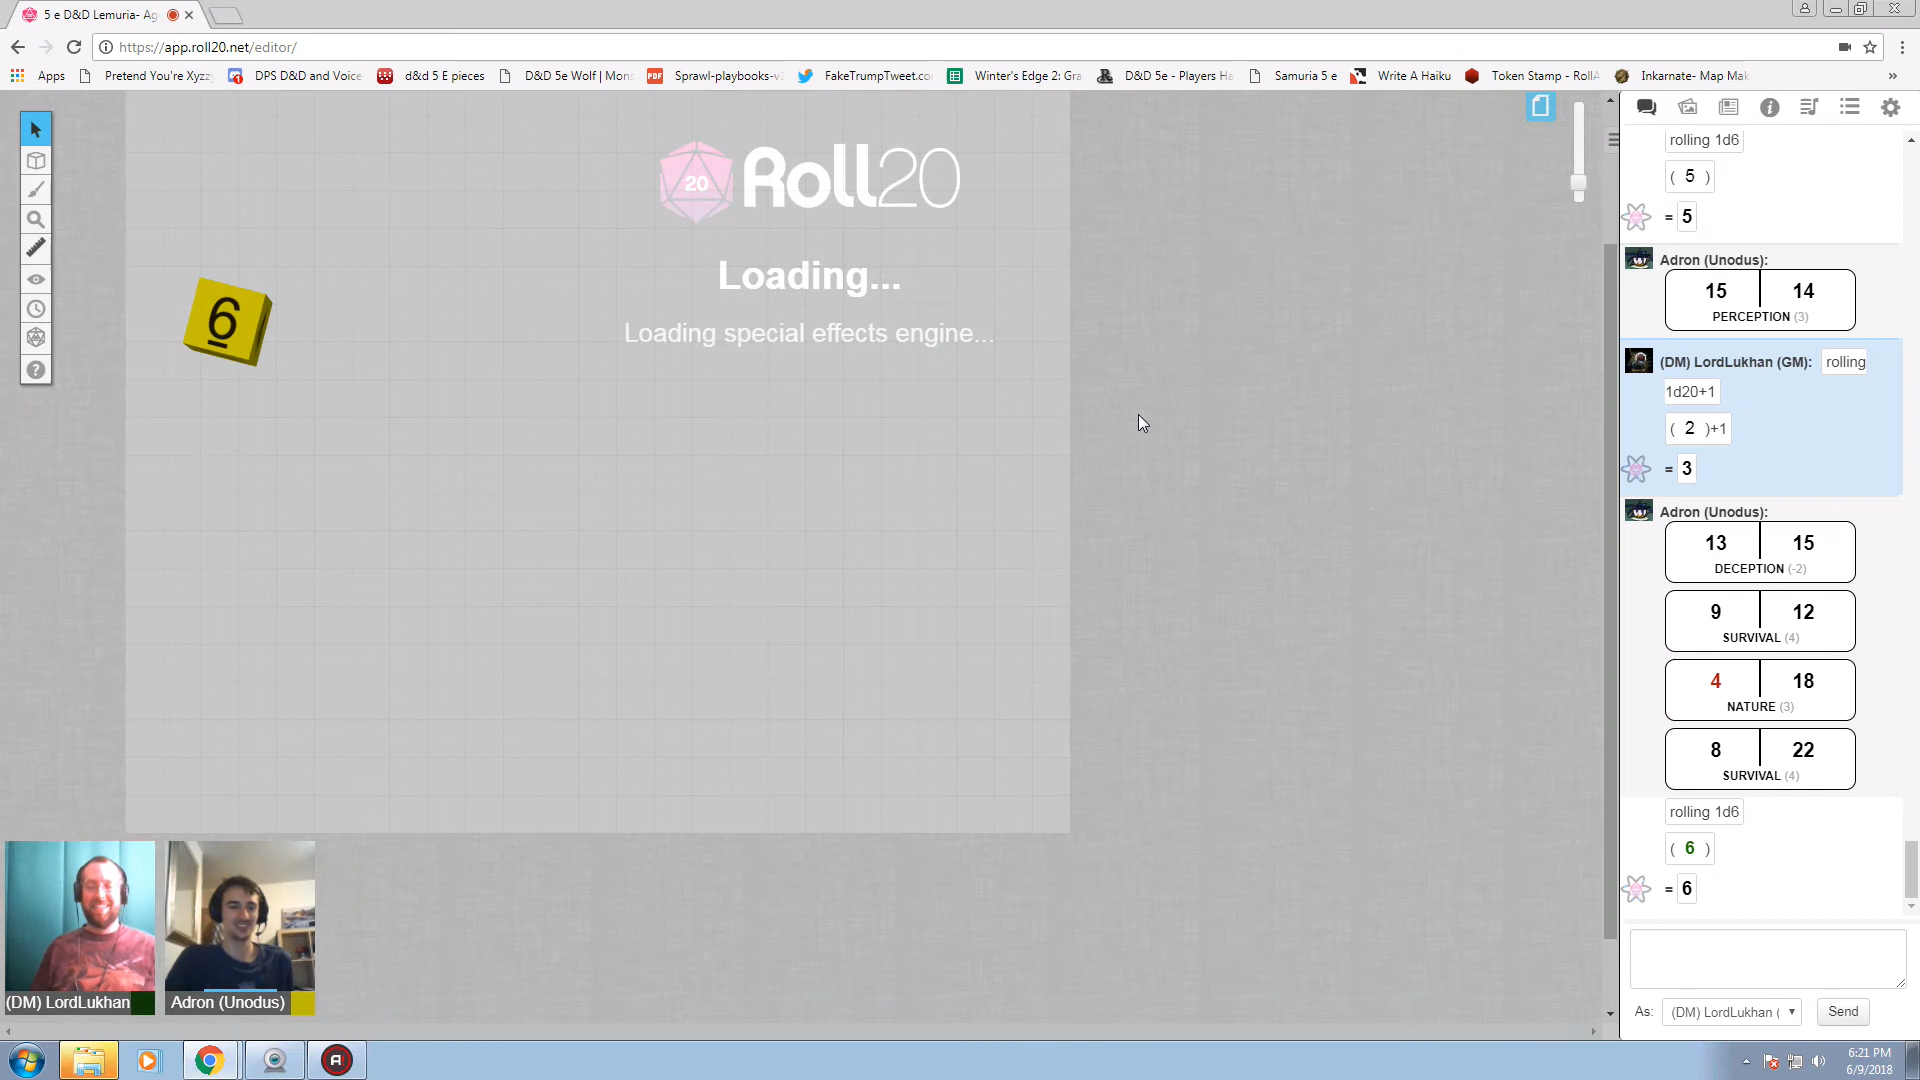 5 e D&D Lemuria- Ag
https://app.roll20.net/editor/
Apps
Pretend You're Xyzz
DPS D&D and Voice
d&d 5 E pieces
D&D 5e Wolf | Mons
PDF
Sprawl-playbooks-v
FakeTrumpTweet.co
Winter's Edge 2: Gra
D&D 5e - Players Ha
Samuria 5 e
Write A Haiku
Token Stamp - RollA
Inkarnate- Map Mak
»
20
Roll20
Loading...
Loading special effects engine...
6
rolling 1d6
( 5 )
= 5
Adron (Unodus):
15 14
PERCEPTION (3)
(DM) LordLukhan (GM): rolling
1d20+1
( 2 )+1
= 3
Adron (Unodus):
13 15
DECEPTION (-2)
9 12
SURVIVAL (4)
4 18
NATURE (3)
8 22
SURVIVAL (4)
rolling 1d6
( 6 )
= 6
As: (DM) LordLukhan (
Send
(DM) LordLukhan
Adron (Unodus)
6:21 PM
6/9/2018